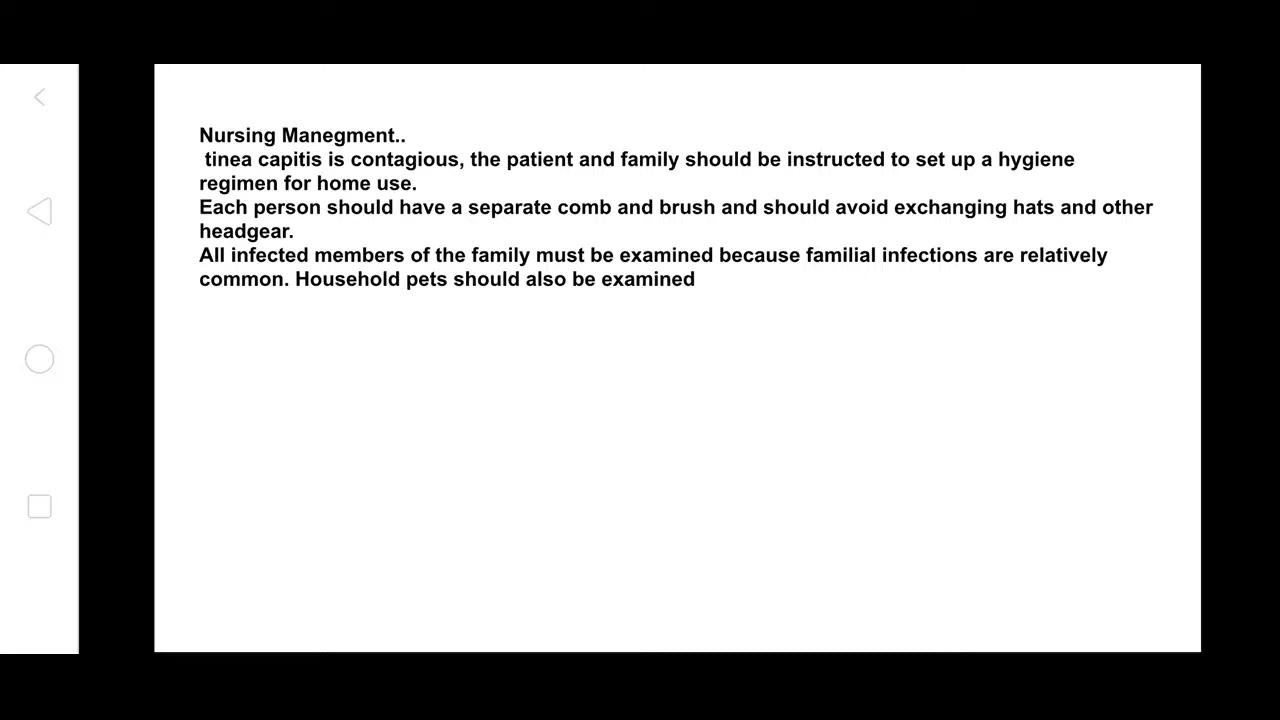 Nursing Manegment..
tinea capitis is contagious, the patient and family should be instructed to set up a hygiene
regimen for home use.
Each person should have a separate comb and brush and should avoid exchanging hats and other
headgear.
All infected members of the family must be examined because familial infections are relatively
common. Household pets should also be examined